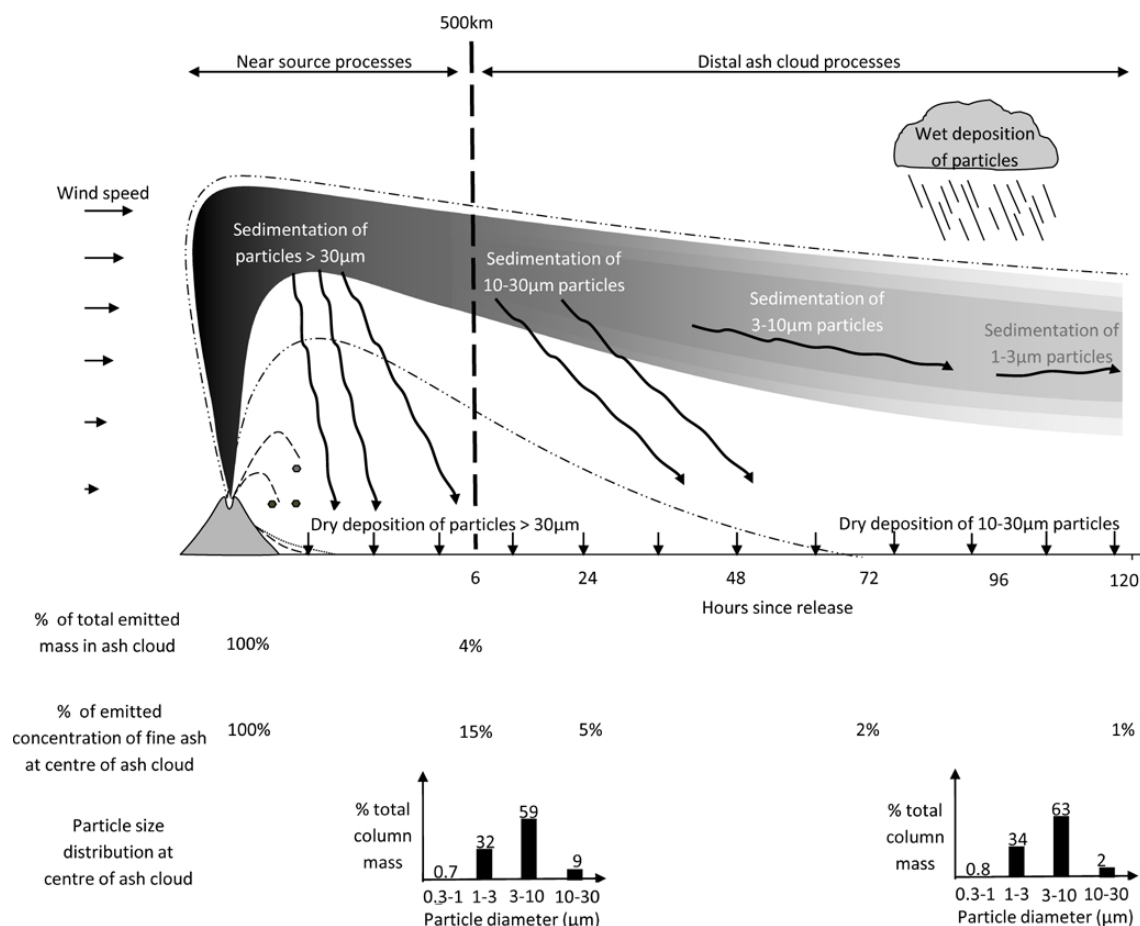 500km
Near source processes
Distal ash cloud processes
Wet deposition
of particles
Wind speed
Sedimentation of
particles > 30μm
Sedimentation of
10-30μm particles
Sedimentation of
3-10μm particles
Sedimentation of
1-3μm particles
Dry deposition of particles > 30μm
Dry deposition of 10-30μm particles
6 24 48 72 96 120
Hours since release
% of total emitted
mass in ash cloud
100% 4%
% of emitted
concentration of fine ash
at centre of ash cloud
100% 15% 5% 2% 1%
Particle size
distribution at
centre of ash cloud
% total
column
mass
0.7 32 59 9
0.3-1 1-3 3-10 10-30
Particle diameter (μm)
% total
column
mass
0.8 34 63 2
0.3-1 1-3 3-10 10-30
Particle diameter (μm)